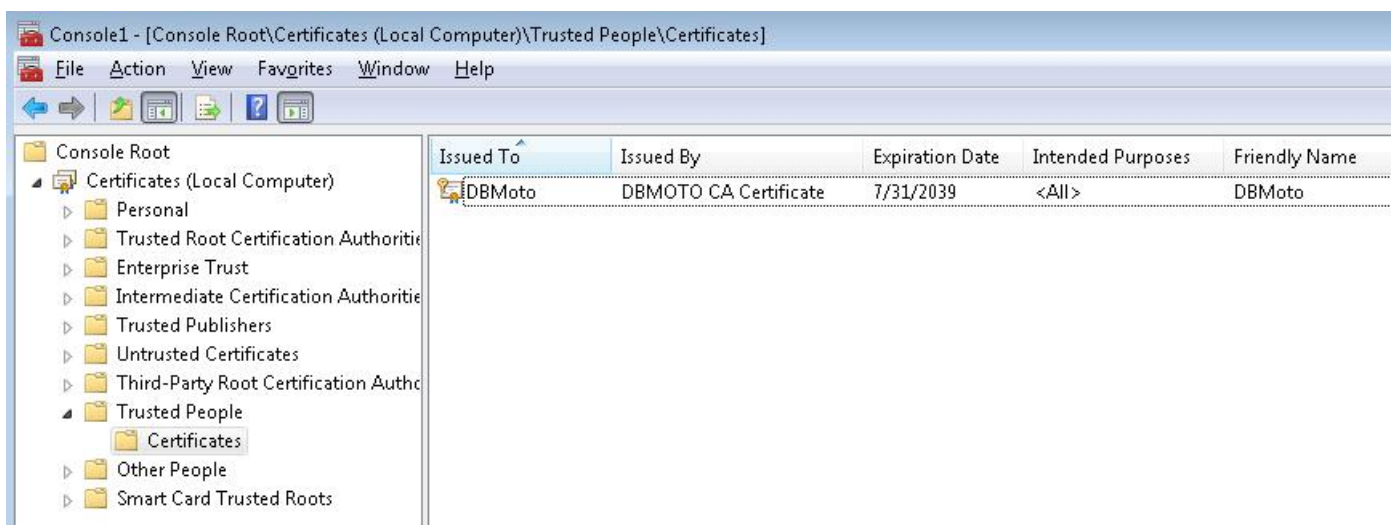 Console1 - [Console Root\Certificates (Local Computer)\Trusted People\Certificates]
File Action View Favorites Window Help
Console Root
Certificates (Local Computer)
Personal
Trusted Root Certification Authoritie
Enterprise Trust
Intermediate Certification Authoritie
Trusted Publishers
Untrusted Certificates
Third-Party Root Certification Autho
Trusted People
Certificates
Other People
Smart Card Trusted Roots
Issued To Issued By Expiration Date Intended Purposes Friendly Name
DBMoto DBMOTO CA Certificate 7/31/2039 <All> DBMoto